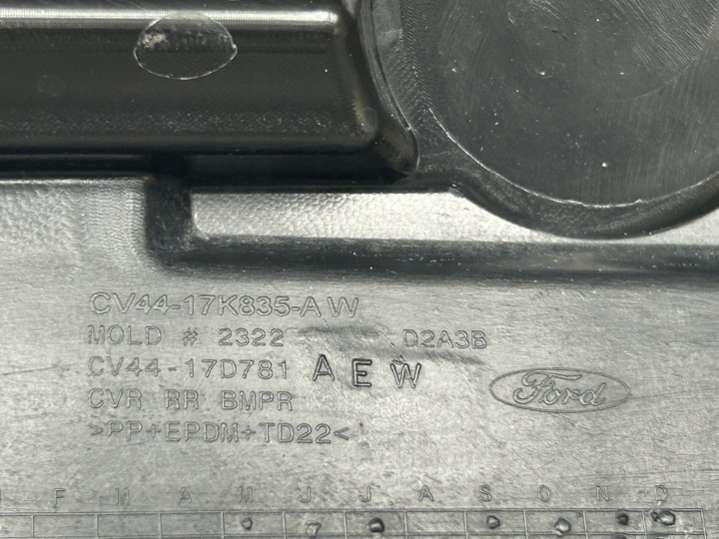 CV44-17K835-AW
MOLD # 2322 D2A3B
CV44-17D781 AEW
CVR RR BMPR
>PP+EPDM+TD22<
Ford
F M A M J J A S O N D